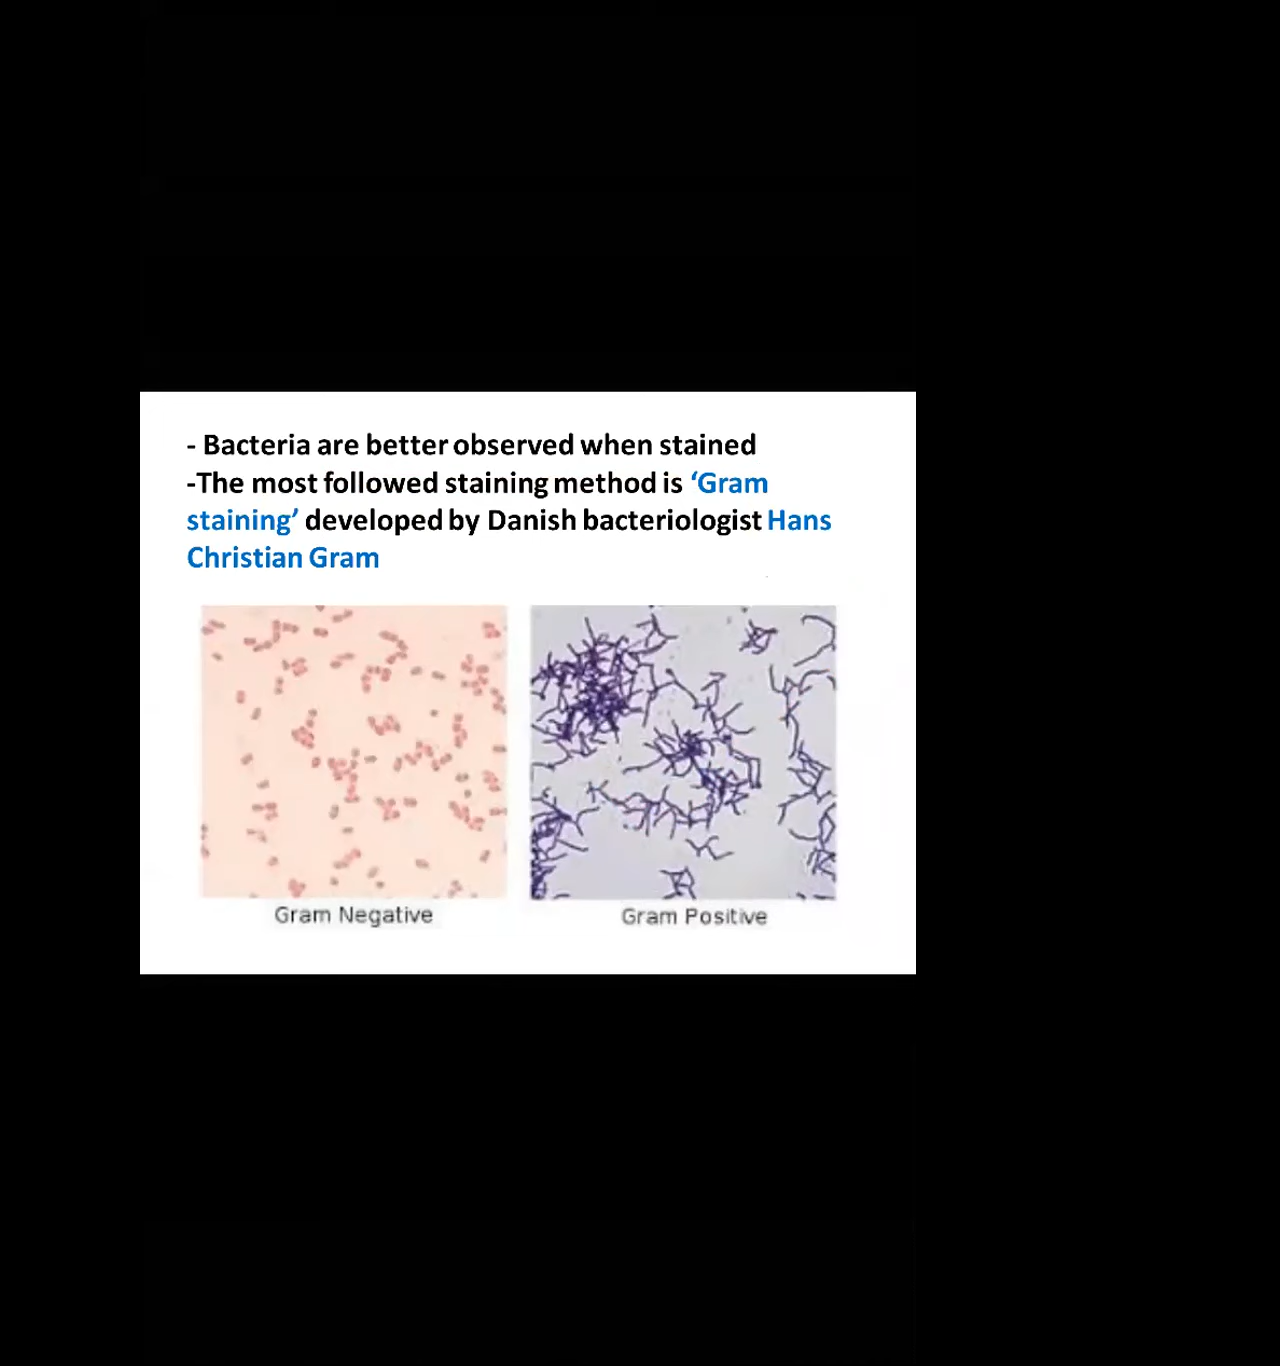 - Bacteria are better observed when stained
-The most followed staining method is ‘Gram
staining’ developed by Danish bacteriologist Hans
Christian Gram
Gram Negative
Gram Positive